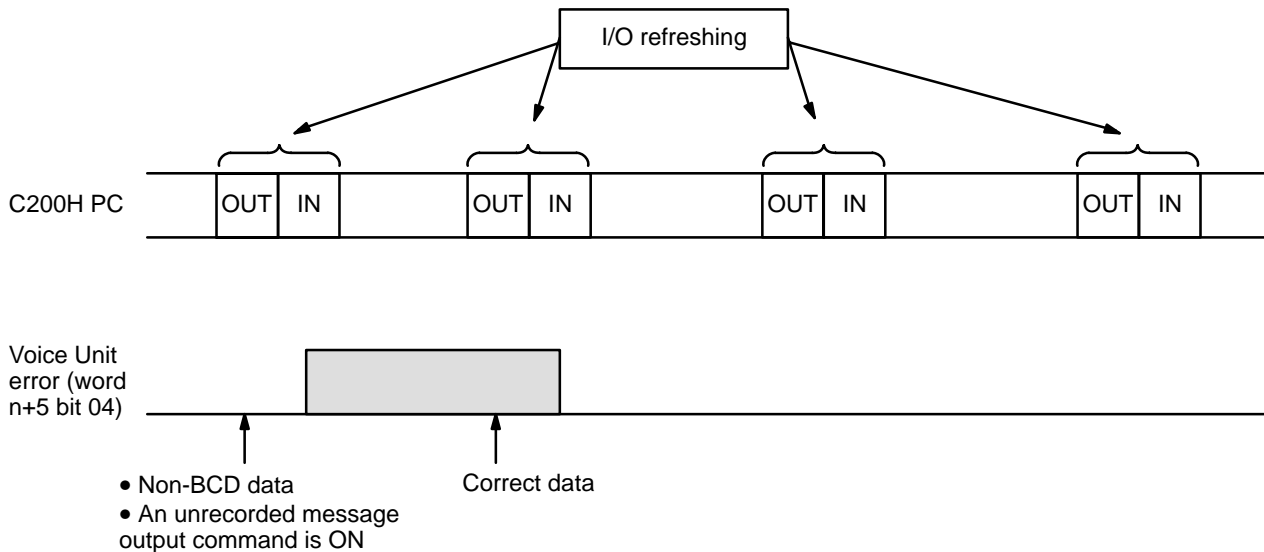 I/O refreshing
C200H PC
OUT IN OUT IN OUT IN OUT IN
Voice Unit
error (word
n+5 bit 04)
• Non-BCD data
• An unrecorded message
output command is ON
Correct data